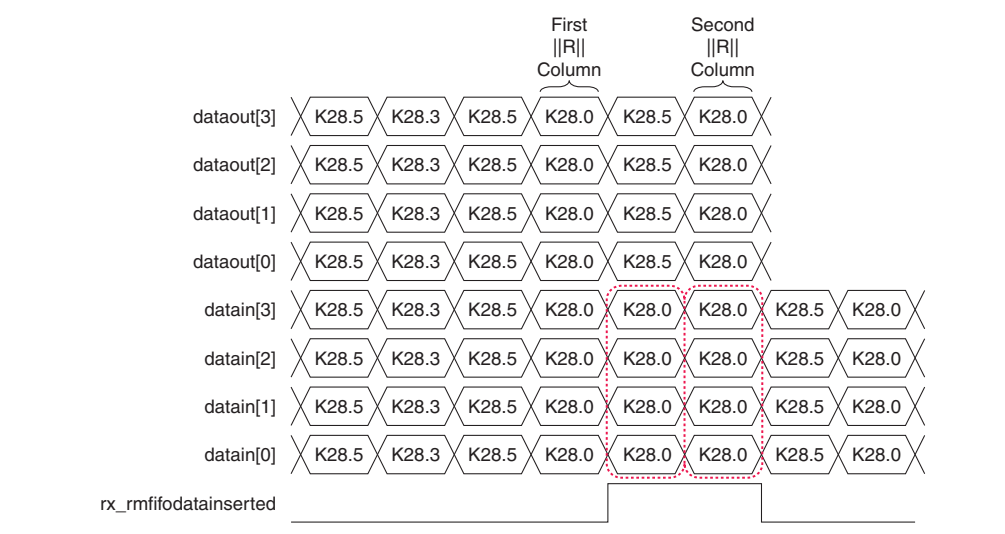 First Second
||R|| ||R||
Column Column
dataout[3] K28.5 K28.3 K28.5 K28.0 K28.5 K28.0
dataout[2] K28.5 K28.3 K28.5 K28.0 K28.5 K28.0
dataout[1] K28.5 K28.3 K28.5 K28.0 K28.5 K28.0
dataout[0] K28.5 K28.3 K28.5 K28.0 K28.5 K28.0
datain[3] K28.5 K28.3 K28.5 K28.0 K28.0 K28.0 K28.5 K28.0
datain[2] K28.5 K28.3 K28.5 K28.0 K28.0 K28.0 K28.5 K28.0
datain[1] K28.5 K28.3 K28.5 K28.0 K28.0 K28.0 K28.5 K28.0
datain[0] K28.5 K28.3 K28.5 K28.0 K28.0 K28.0 K28.5 K28.0
rx_rmfifodatainserted